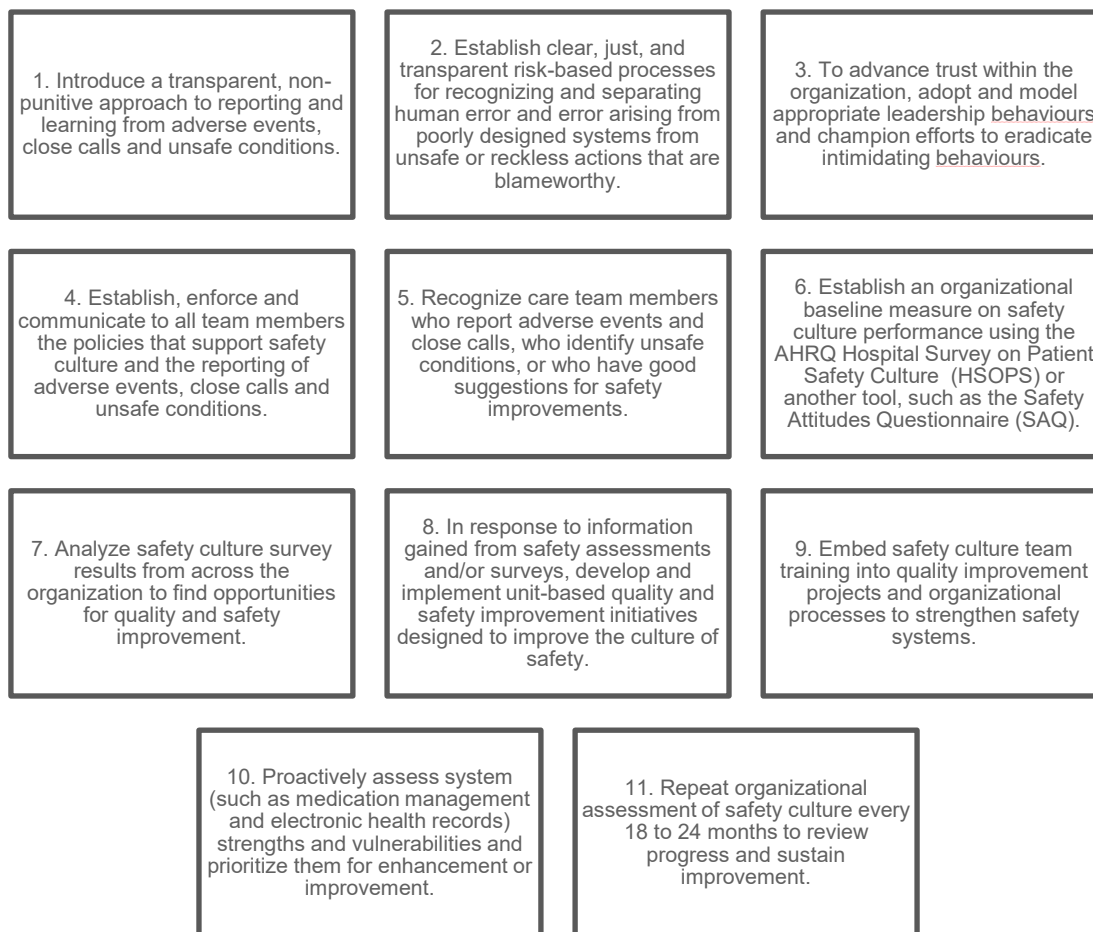 1. Introduce a transparent, non-
punitive approach to reporting and
learning from adverse events,
close calls and unsafe conditions.
2. Establish clear, just, and
transparent risk-based processes
for recognizing and separating
human error and error arising from
poorly designed systems from
unsafe or reckless actions that are
blameworthy.
3. To advance trust within the
organization, adopt and model
appropriate leadership behaviours
and champion efforts to eradicate
intimidating behaviours.
4. Establish, enforce and
communicate to all team members
the policies that support safety
culture and the reporting of
adverse events, close calls and
unsafe conditions.
5. Recognize care team members
who report adverse events and
close calls, who identify unsafe
conditions, or who have good
suggestions for safety
improvements.
6. Establish an organizational
baseline measure on safety
culture performance using the
AHRQ Hospital Survey on Patient
Safety Culture  (HSOPS) or
another tool, such as the Safety
Attitudes Questionnaire (SAQ).
7. Analyze safety culture survey
results from across the
organization to find opportunities
for quality and safety
improvement.
8. In response to information
gained from safety assessments
and/or surveys, develop and
implement unit-based quality and
safety improvement initiatives
designed to improve the culture of
safety.
9. Embed safety culture team
training into quality improvement
projects and organizational
processes to strengthen safety
systems.
10. Proactively assess system
(such as medication management
and electronic health records)
strengths and vulnerabilities and
prioritize them for enhancement or
improvement.
11. Repeat organizational
assessment of safety culture every
18 to 24 months to review
progress and sustain
improvement.